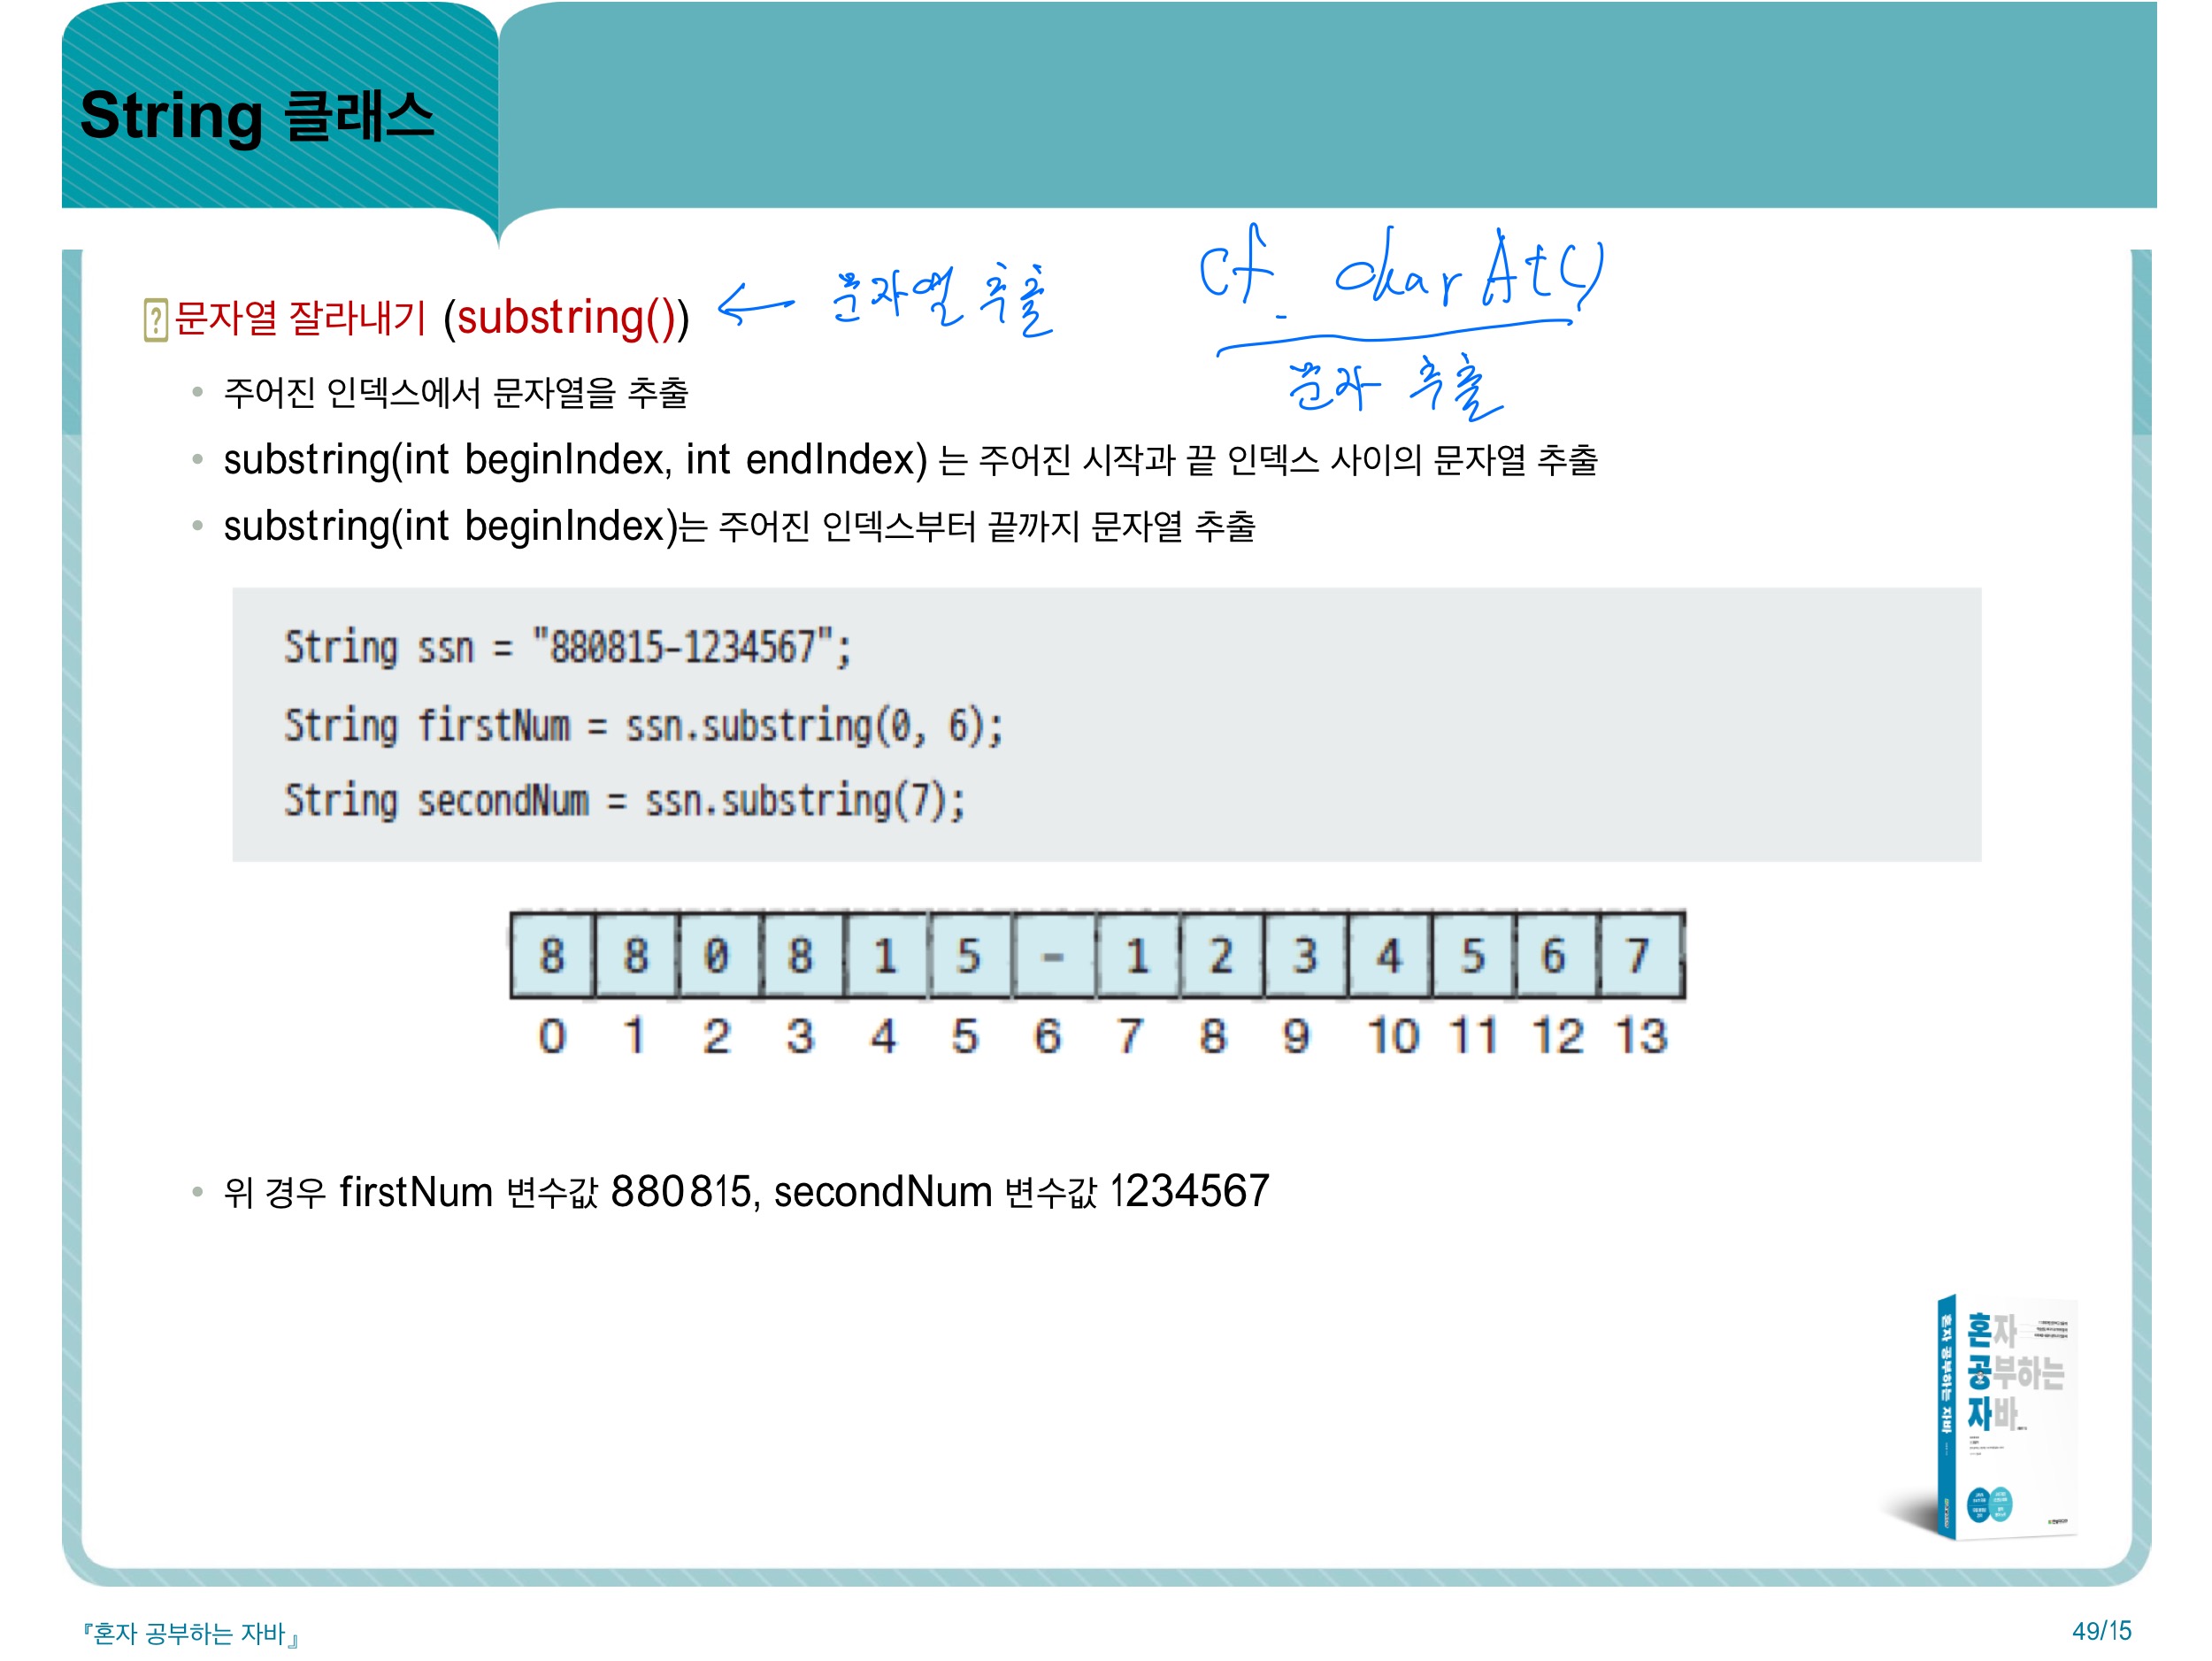 String 클래스
문자열 잘라내기 (substring()) ← 문자열 추출
cf. charAt()
문자 추출
주어진 인덱스에서 문자열을 추출
substring(int beginIndex, int endIndex) 는 주어진 시작과 끝 인덱스 사이의 문자열 추출
substring(int beginIndex)는 주어진 인덱스부터 끝까지 문자열 추출
String ssn = "880815-1234567";
String firstNum = ssn.substring(0, 6);
String secondNum = ssn.substring(7);
8 8 0 8 1 5 - 1 2 3 4 5 6 7
0 1 2 3 4 5 6 7 8 9 10 11 12 13
위 경우 firstNum 변수값 880815, secondNum 변수값 1234567
혼자 공부하는 자바
혼자
공부하는
자바
『혼자 공부하는 자바』
49/15